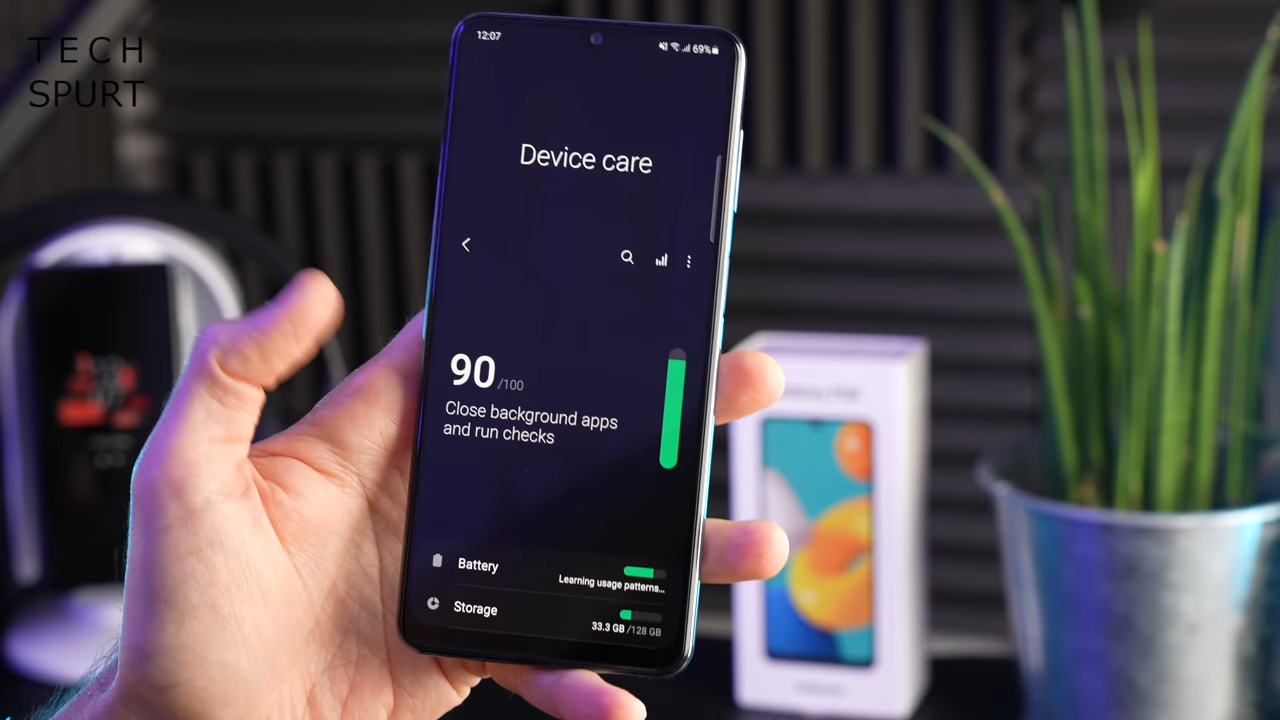 TECH
SPURT
12:07
69%
Device care
90/100
Close background apps
and run checks
Battery
Learning usage patterns...
Storage
33.3 GB /128 GB